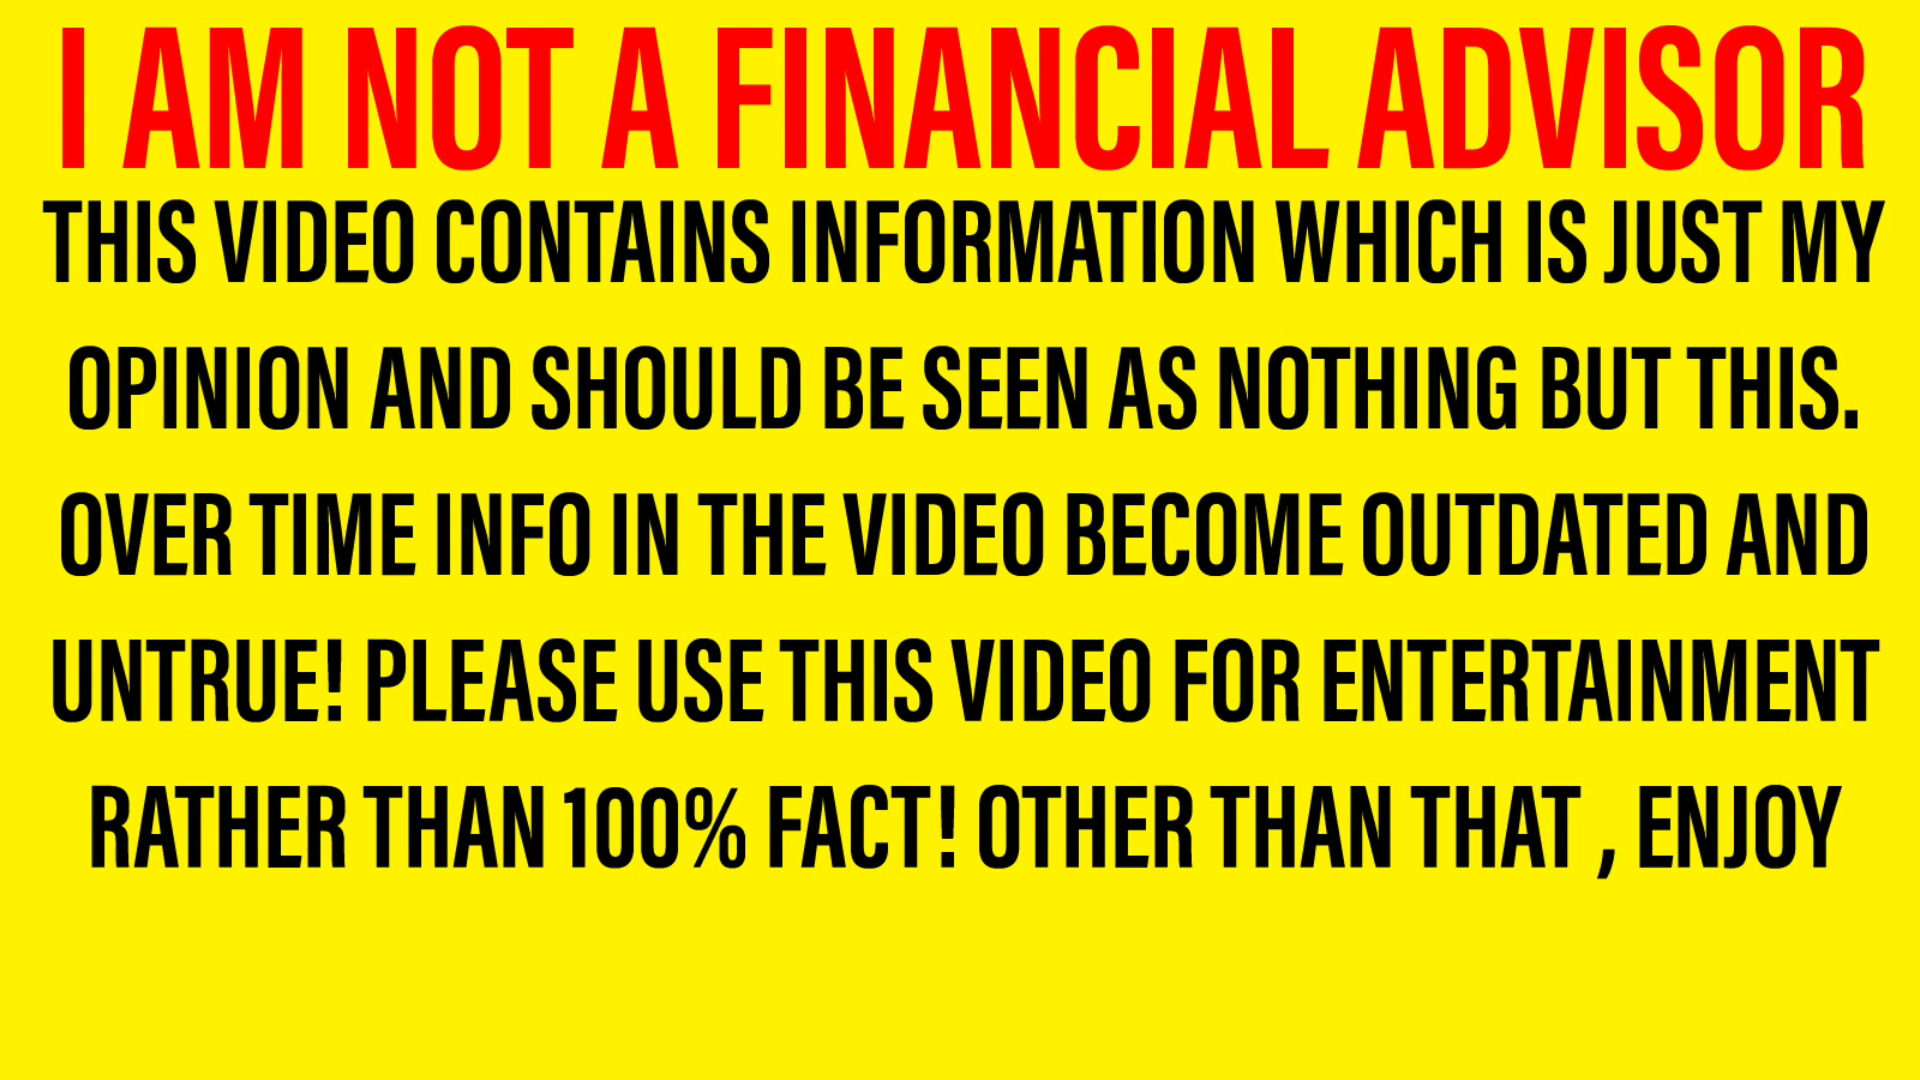 I AM NOT A FINANCIAL ADVISOR
THIS VIDEO CONTAINS INFORMATION WHICH IS JUST MY
OPINION AND SHOULD BE SEEN AS NOTHING BUT THIS.
OVER TIME INFO IN THE VIDEO BECOME OUTDATED AND
UNTRUE! PLEASE USE THIS VIDEO FOR ENTERTAINMENT
RATHER THAN 100% FACT! OTHER THAN THAT , ENJOY